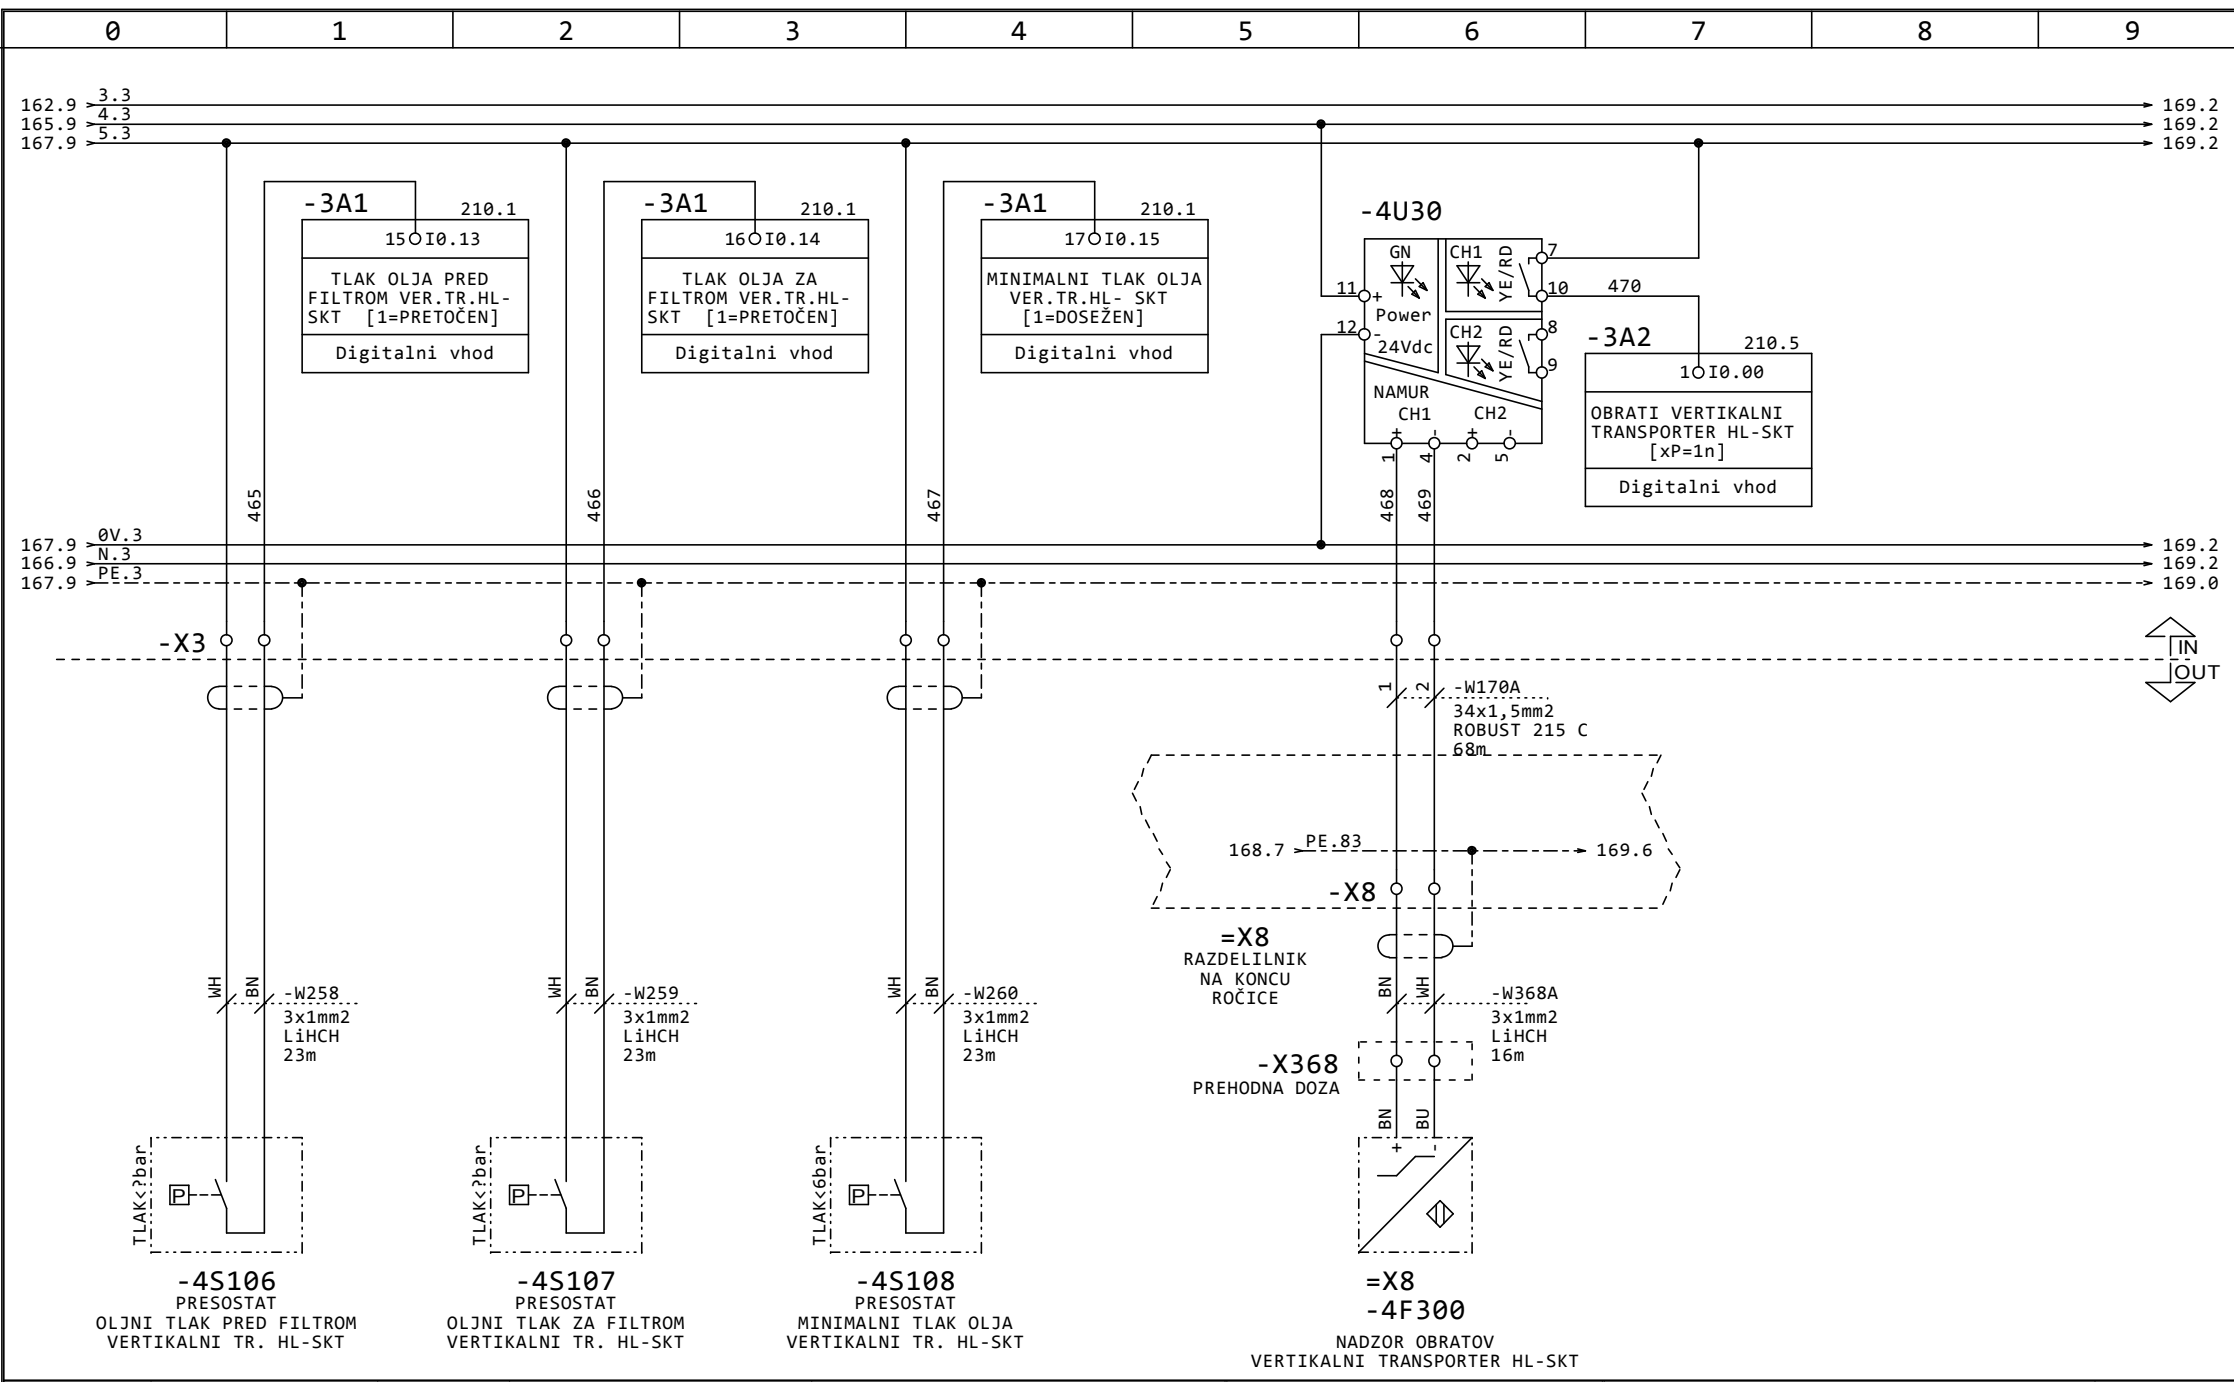 0 1 2 3 4 5 6 7 8 9
162.9 3.3 169.2
165.9 4.3 169.2
167.9 5.3 169.2
-3A1 210.1
15 I0.13
TLAK OLJA PRED
FILTROM VER.TR.HL-
SKT [1=PRETOČEN]
Digitalni vhod
-3A1 210.1
16 I0.14
TLAK OLJA ZA
FILTROM VER.TR.HL-
SKT [1=PRETOČEN]
Digitalni vhod
-3A1 210.1
17 I0.15
MINIMALNI TLAK OLJA
VER.TR.HL- SKT
[1=DOSEŽEN]
Digitalni vhod
-4U30
GN CH1 YE/RD 7
11 + 10 470
Power
12 - CH2 YE/RD 8
24Vdc 9
NAMUR
CH1 CH2
+ - + -
1 4 2 5
-3A2 210.5
1 I0.00
OBRATI VERTIKALNI
TRANSPORTER HL-SKT
[xP=1n]
Digitalni vhod
465 466 467 468 469
167.9 0V.3 169.2
166.9 N.3 169.2
167.9 PE.3 169.0
-X3
IN
OUT
1 2 -W170A
34x1,5mm2
ROBUST 215 C
68m
168.7 PE.83 169.6
-X8
=X8
RAZDELILNIK
NA KONCU
ROČICE
WH BN -W258
3x1mm2
LiHCH
23m
WH BN -W259
3x1mm2
LiHCH
23m
WH BN -W260
3x1mm2
LiHCH
23m
BN WH -W368A
3x1mm2
LiHCH
16m
-X368
PREHODNA DOZA
BN BU
+ -
TLAK<?bar
P
-4S106
PRESOSTAT
OLJNI TLAK PRED FILTROM
VERTIKALNI TR. HL-SKT
TLAK<?bar
P
-4S107
PRESOSTAT
OLJNI TLAK ZA FILTROM
VERTIKALNI TR. HL-SKT
TLAK<6bar
P
-4S108
PRESOSTAT
MINIMALNI TLAK OLJA
VERTIKALNI TR. HL-SKT
=X8
-4F300
NADZOR OBRATOV
VERTIKALNI TRANSPORTER HL-SKT